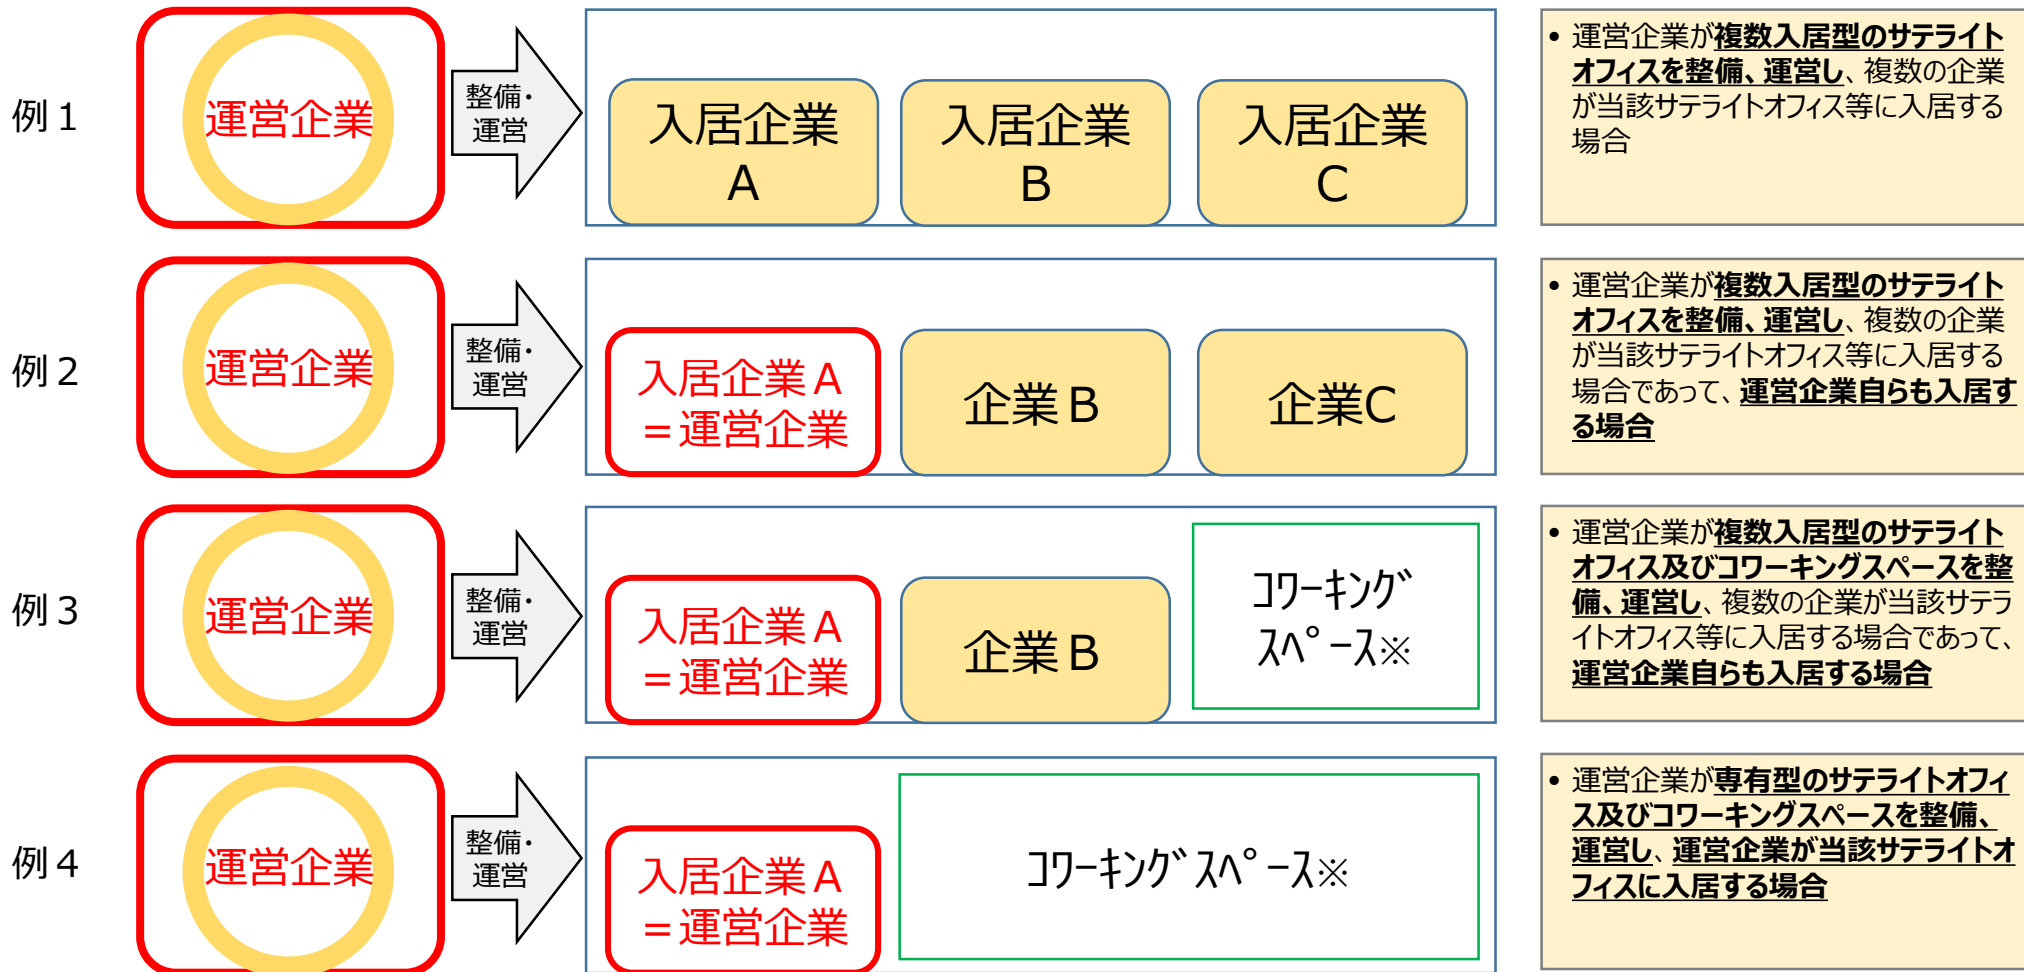 例１
運営企業
整備・
運営
入居企業
A
入居企業
B
入居企業
C
• 運営企業が複数入居型のサテライト
オフィスを整備、運営し、複数の企業
が当該サテライトオフィス等に入居する
場合
例２
運営企業
整備・
運営
入居企業Ａ
＝運営企業
企業Ｂ
企業C
• 運営企業が複数入居型のサテライト
オフィスを整備、運営し、複数の企業
が当該サテライトオフィス等に入居する
場合であって、運営企業自らも入居す
る場合
例３
運営企業
整備・
運営
入居企業Ａ
＝運営企業
企業Ｂ
ｺﾜｰｷﾝｸﾞ
ｽﾍﾟｰｽ※
• 運営企業が複数入居型のサテライト
オフィス及びコワーキングスペースを整
備、運営し、複数の企業が当該サテラ
イトオフィス等に入居する場合であって、
運営企業自らも入居する場合
例４
運営企業
整備・
運営
入居企業Ａ
＝運営企業
ｺﾜｰｷﾝｸﾞｽﾍﾟｰｽ※
• 運営企業が専有型のサテライトオフィ
ス及びコワーキングスペースを整備、
運営し、運営企業が当該サテライトオ
フィスに入居する場合